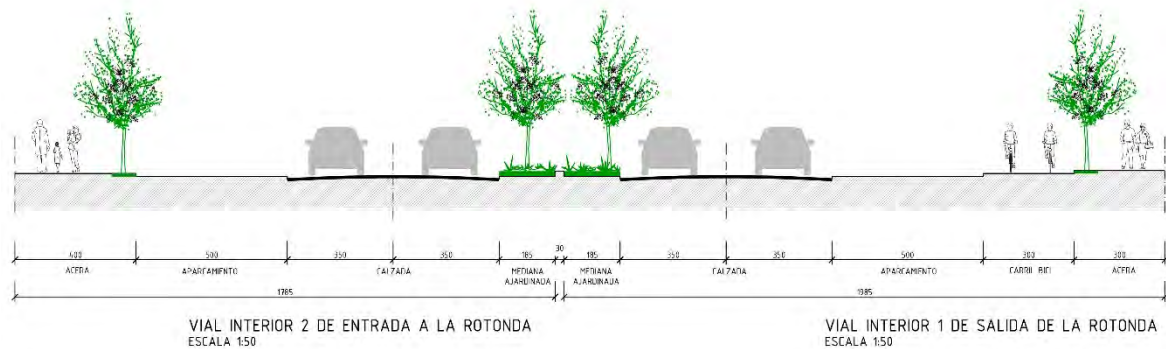 400 500 350 350 185 30 185 350 350 500 300 300
ACERA APARCAMIENTO CALZADA MEDIANA MEDIANA CALZADA APARCAMIENTO CARRIL BICI ACERA
AJARDINADA AJARDINADA
1785 1985
VIAL INTERIOR 2 DE ENTRADA A LA ROTONDA
ESCALA 1:50
VIAL INTERIOR 1 DE SALIDA DE LA ROTONDA
ESCALA 1:50